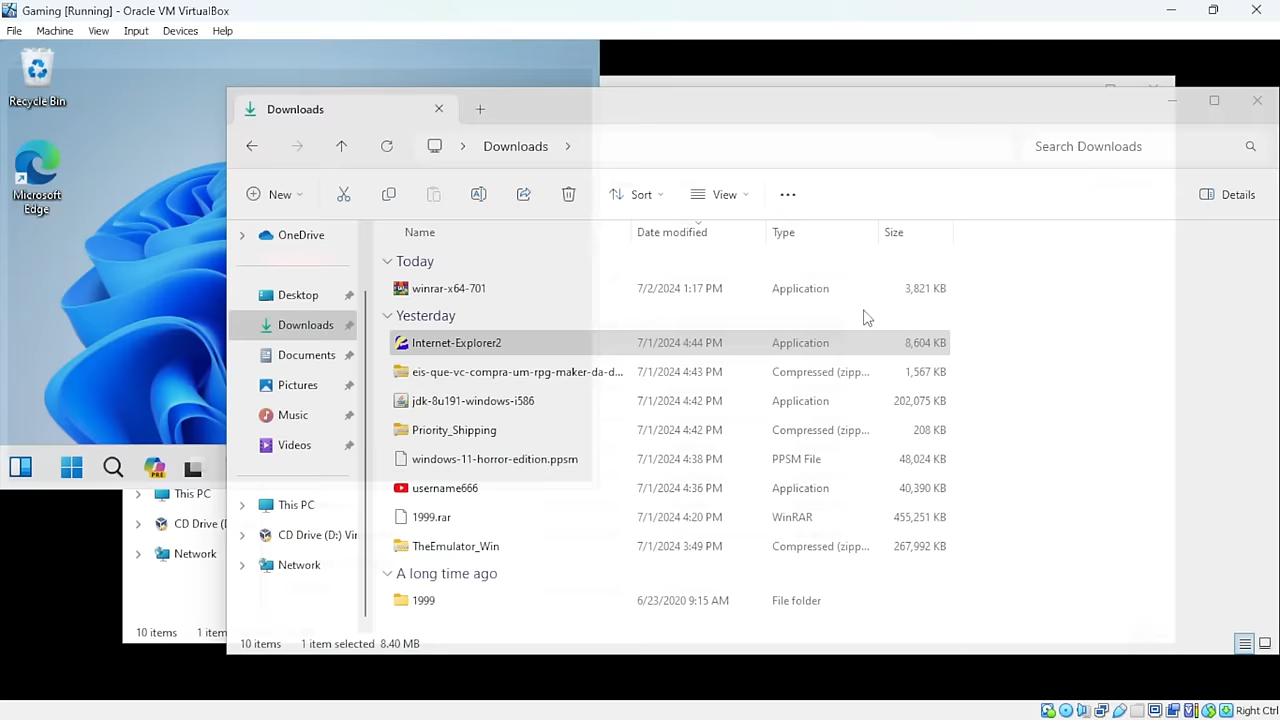 Gaming [Running] - Oracle VM VirtualBox
File Machine View Input Devices Help
Recycle Bin
Microsoft
Edge
Downloads
Downloads
Search Downloads
New
Sort
View
Details
OneDrive
Desktop
Downloads
Documents
Pictures
Music
Videos
This PC
CD Drive (D:) Vir
Network
Name Date modified Type Size
Today
winrar-x64-701 7/2/2024 1:17 PM Application 3,821 KB
Yesterday
Internet-Explorer2 7/1/2024 4:44 PM Application 8,604 KB
eis-que-vc-compra-um-rpg-maker-da-d... 7/1/2024 4:43 PM Compressed (zipp... 1,567 KB
jdk-8u191-windows-i586 7/1/2024 4:42 PM Application 202,075 KB
Priority_Shipping 7/1/2024 4:42 PM Compressed (zipp... 208 KB
windows-11-horror-edition.ppsm 7/1/2024 4:38 PM PPSM File 48,024 KB
username666 7/1/2024 4:36 PM Application 40,390 KB
1999.rar 7/1/2024 4:20 PM WinRAR 455,251 KB
TheEmulator_Win 7/1/2024 3:49 PM Compressed (zipp... 267,992 KB
A long time ago
1999 6/23/2020 9:15 AM File folder
10 items 1 item selected 8.40 MB
PRE
This PC
CD Drive (I
Network
10 items 1 item
Right Ctrl